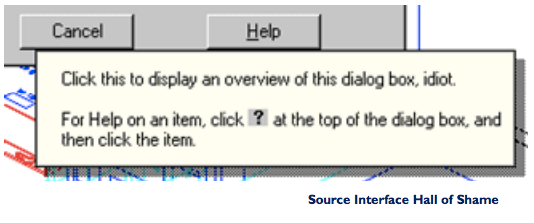 Cancel
Help
Click this to display an overview of this dialog box, idiot.
For Help on an item, click ? at the top of the dialog box, and
then click the item.
Source Interface Hall of Shame